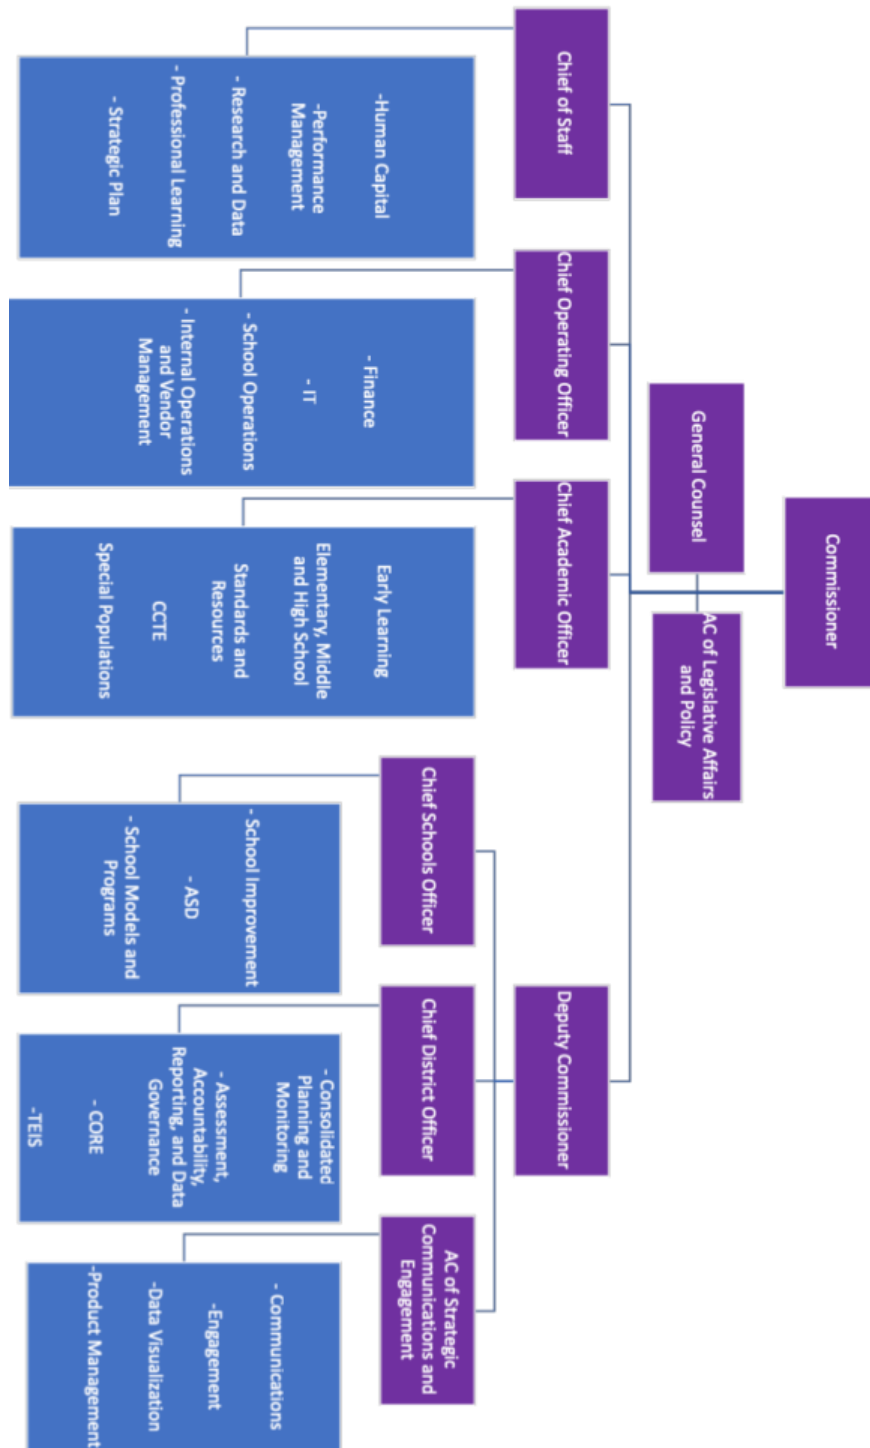 Commissioner
General Counsel
AC of Legislative Affairs
and Policy
Chief of Staff
-Human Capital
-Performance
Management
- Research and Data
- Professional Learning
- Strategic Plan
Chief Operating Officer
- Finance
- IT
- School Operations
- Internal Operations
and Vendor
Management
Chief Academic Officer
Early Learning
Elementary, Middle
and High School
Standards and
Resources
CCTE
Special Populations
Deputy Commissioner
Chief Schools Officer
- School Improvement
- ASD
- School Models and
Programs
Chief District Officer
- Consolidated
Planning and
Monitoring
- Assessment,
Accountability,
Reporting, and Data
Governance
- CORE
-TEIS
AC of Strategic
Communications and
Engagement
- Communications
-Engagement
-Data Visualization
-Product Management